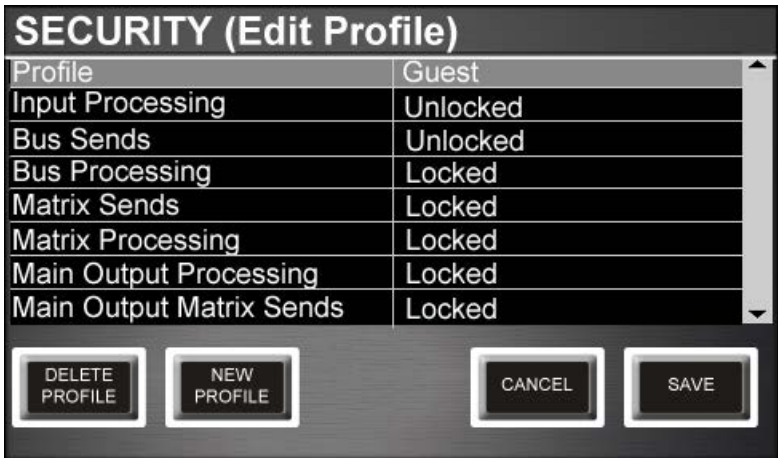 SECURITY (Edit Profile)
Profile Guest
Input Processing Unlocked
Bus Sends Unlocked
Bus Processing Locked
Matrix Sends Locked
Matrix Processing Locked
Main Output Processing Locked
Main Output Matrix Sends Locked
DELETE PROFILE
NEW PROFILE
CANCEL
SAVE